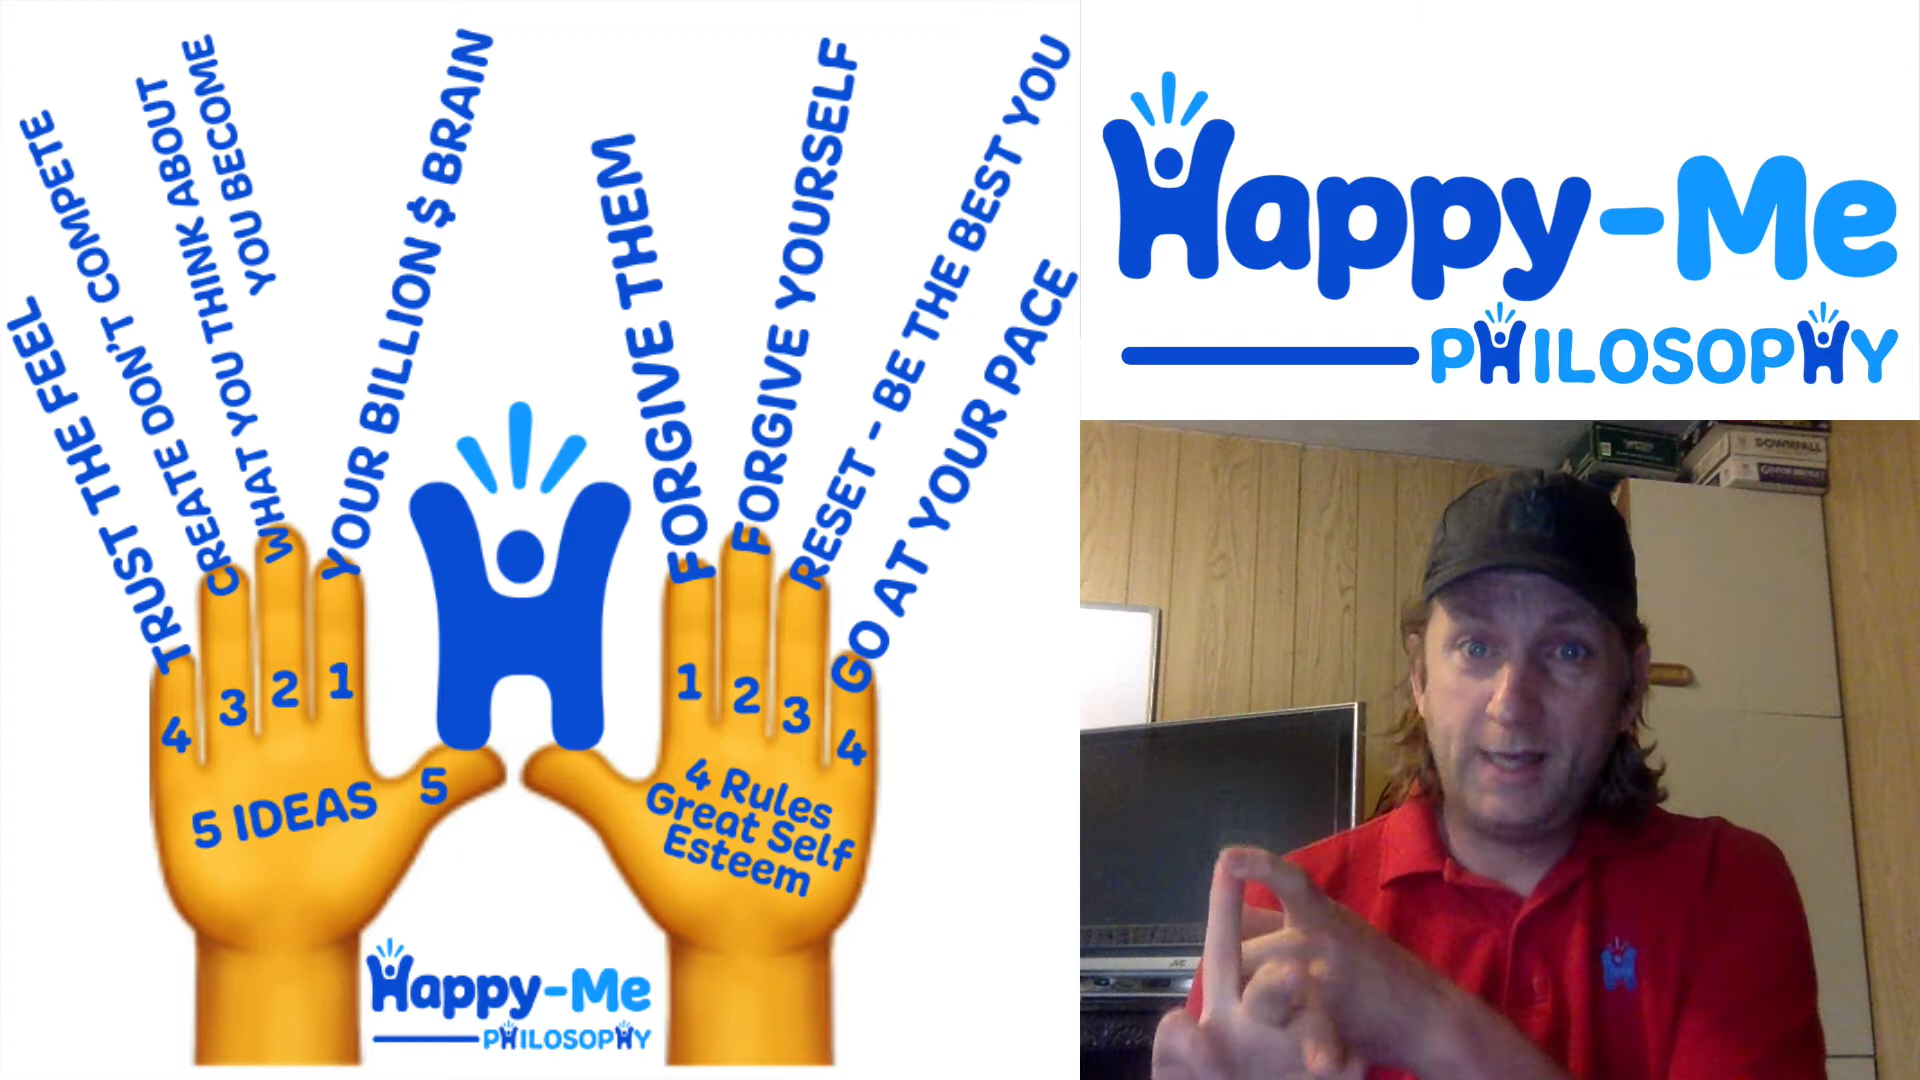 TRUST THE FEEL
CREATE DON'T COMPETE
WHAT YOU THINK ABOUT
YOU BECOME
YOUR BILLION $ BRAIN
4
3
2
1
5 IDEAS
5
FORGIVE THEM
FORGIVE YOURSELF
RESET - BE THE BEST YOU
GO AT YOUR PACE
1
2
3
4
4 Rules
Great Self
Esteem
Happy-Me
PHILOSOPHY
Happy-Me
PHILOSOPHY
DOWNFALL
JVC